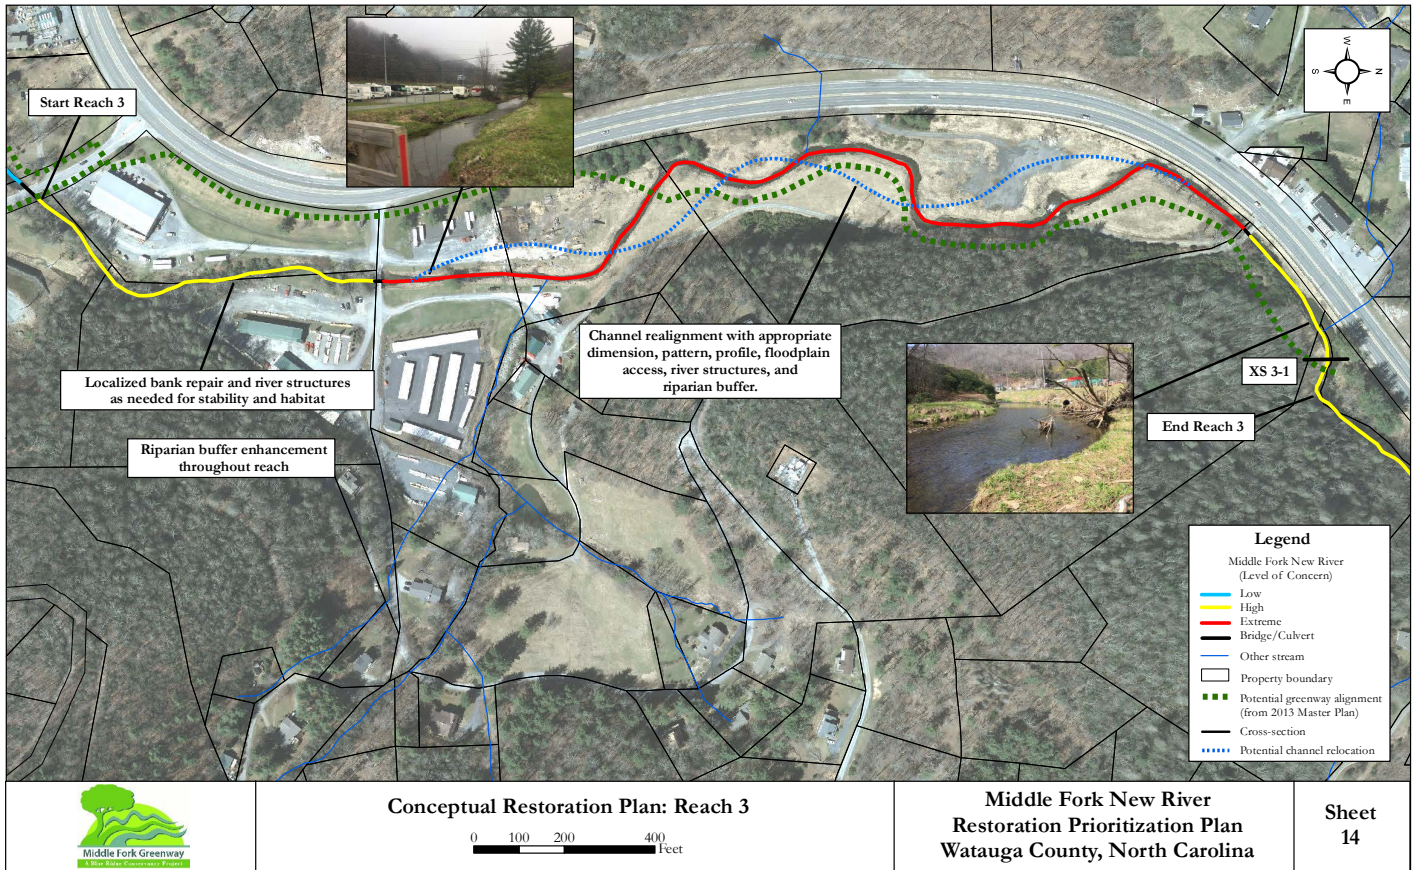 Start Reach 3
W
S
N
E
Localized bank repair and river structures
as needed for stability and habitat
Riparian buffer enhancement
throughout reach
Channel realignment with appropriate
dimension, pattern, profile, floodplain
access, river structures, and
riparian buffer.
XS 3-1
End Reach 3
Legend
Middle Fork New River
(Level of Concern)
Low
High
Extreme
Bridge/Culvert
Other stream
Property boundary
Potential greenway alignment
(from 2013 Master Plan)
Cross-section
Potential channel relocation
Middle Fork Greenway
A Blue Ridge Conservancy Project
Conceptual Restoration Plan: Reach 3
0 100 200 400
Feet
Middle Fork New River
Restoration Prioritization Plan
Watauga County, North Carolina
Sheet
14